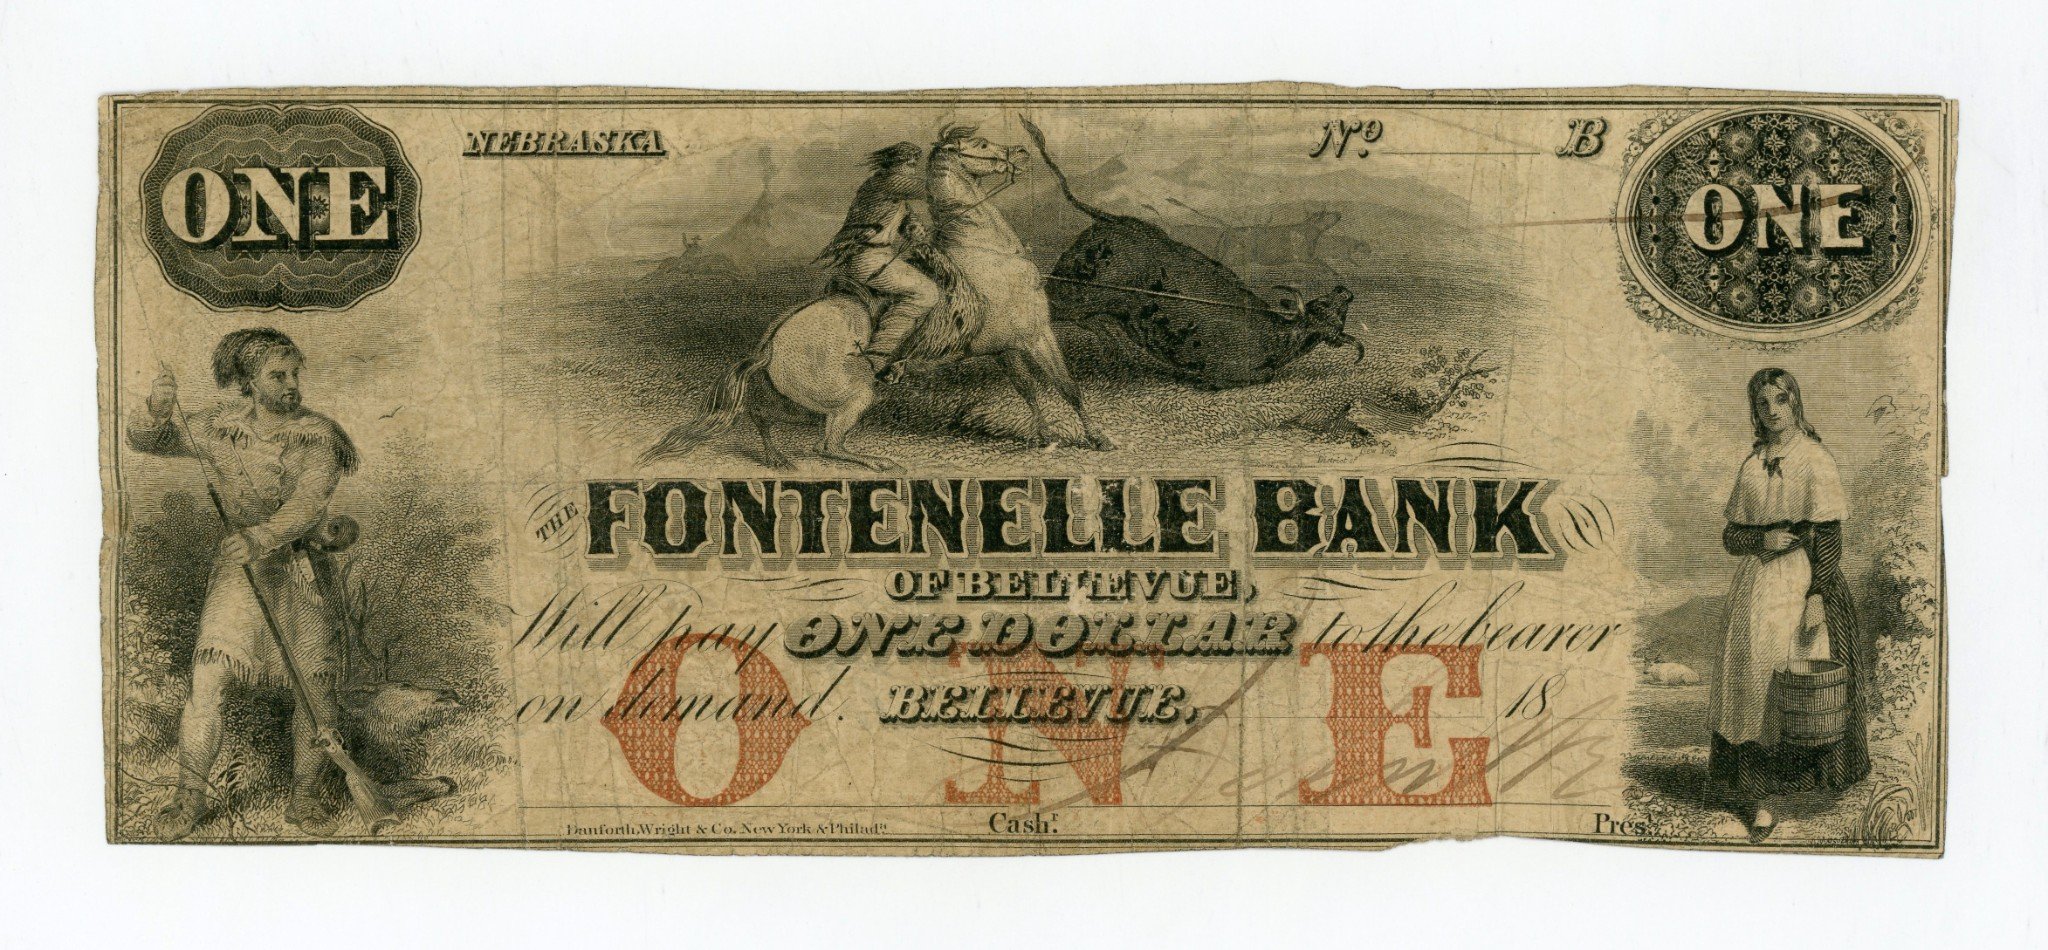 ONE
NEBRASKA
No. B
ONE
THE FONTENELLE BANK
OF BELLEVUE,
Will pay ONE DOLLAR to the bearer
on demand. BELLEVUE, 18
ONE
Danforth, Wright & Co. New York & Philada.
Cashr.
Pres.